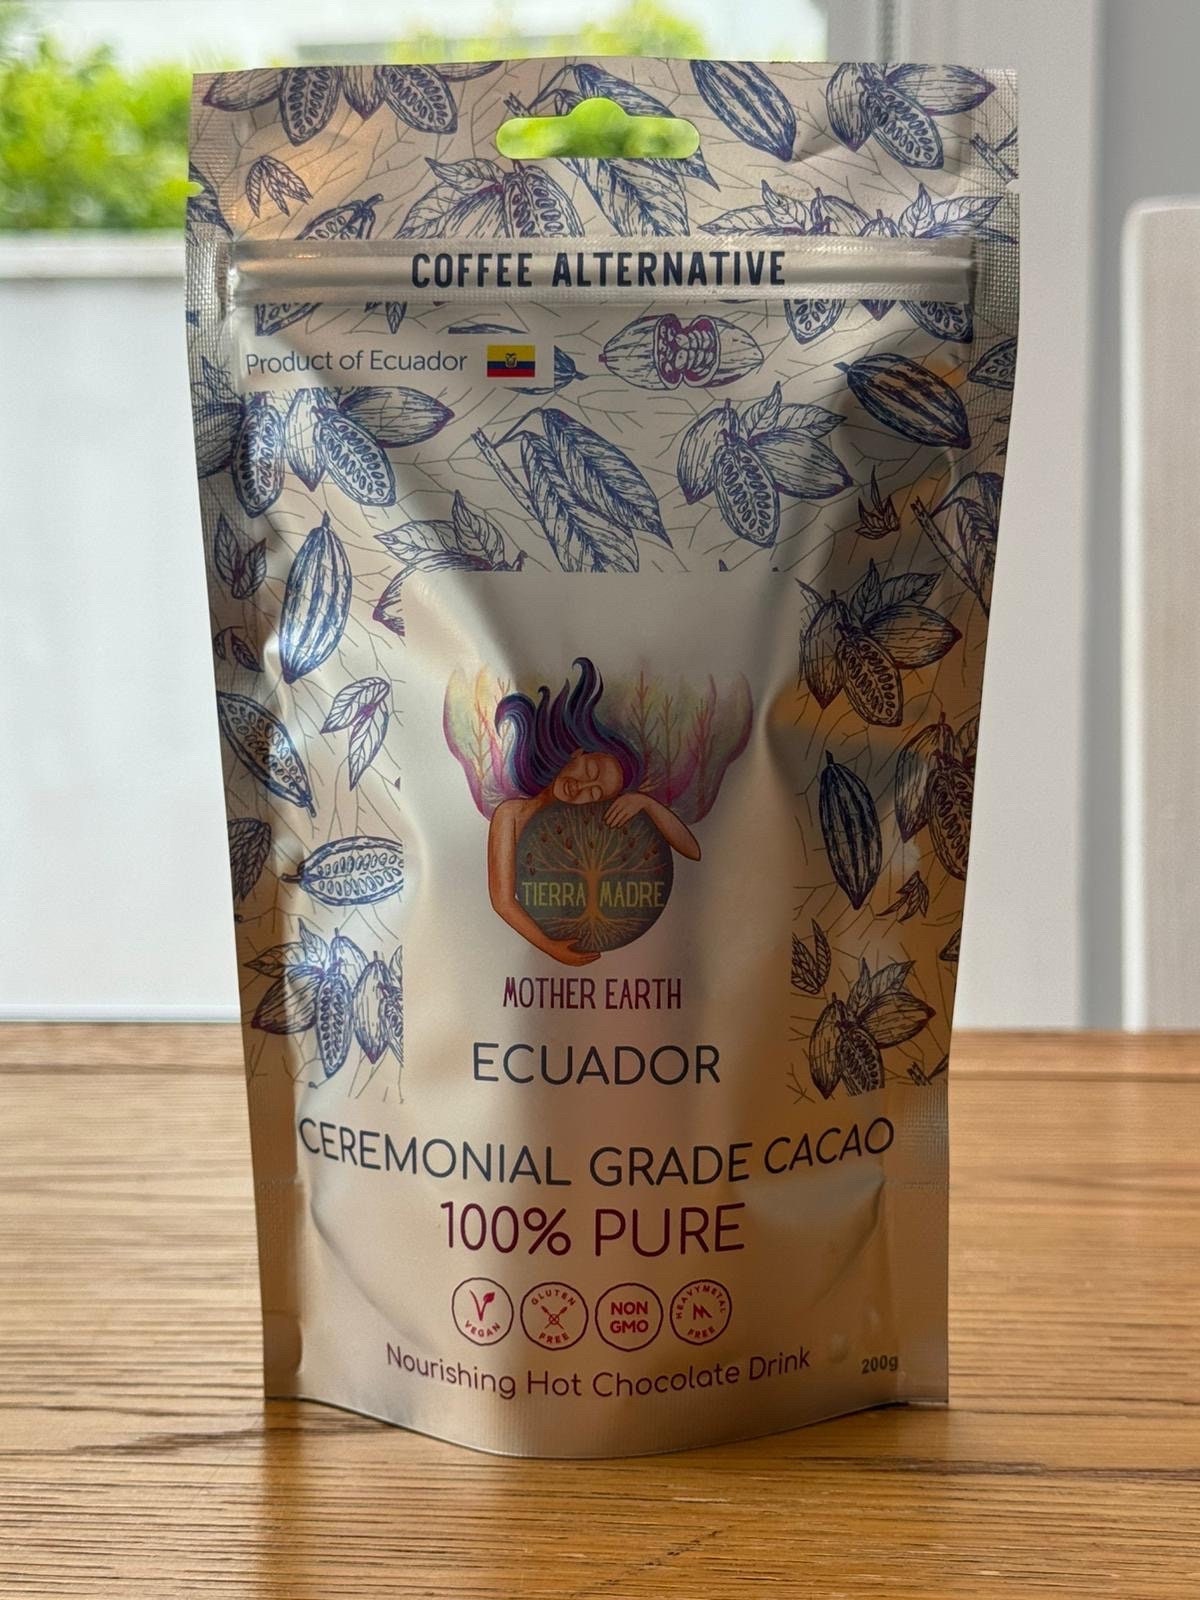 COFFEE ALTERNATIVE
Product of Ecuador
TIERRA MADRE
MOTHER EARTH
ECUADOR
CEREMONIAL GRADE CACAO
100% PURE
VEGAN
GLUTEN FREE
NON GMO
HEAVY METAL FREE
Nourishing Hot Chocolate Drink
200g